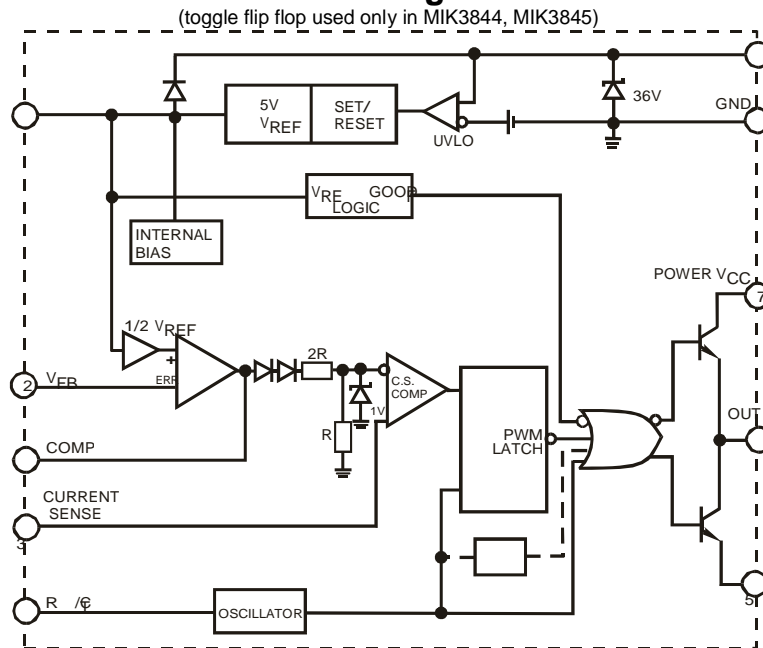 (toggle flip flop used only in MIK3844, MIK3845)
5V
VREF
SET/
RESET
36V
GND
UVLO
VRE GOOD
LOGIC
INTERNAL
BIAS
POWER VCC
7
1/2 VREF
+
2R
2
VFB
ERR
C.S.
COMP
1V
R
OUT
PWM
LATCH
COMP
CURRENT
SENSE
3
5
R /C
OSCILLATOR